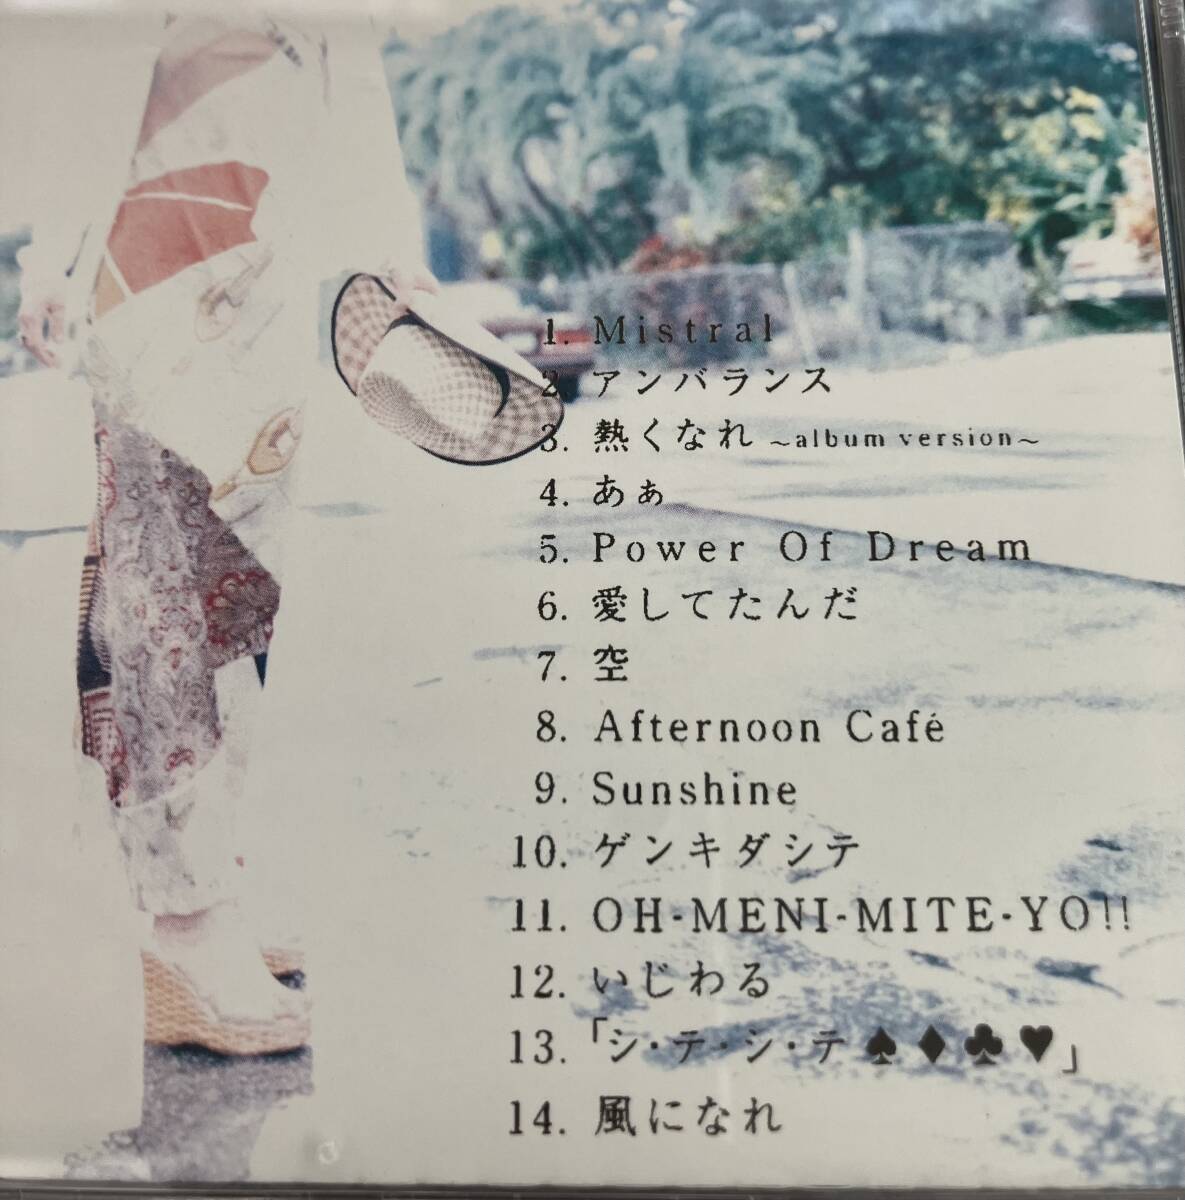 1. Mistral
2. アンバランス
3. 熱くなれ ~album version~
4. あぁ
5. Power Of Dream
6. 愛してたんだ
7. 空
8. Afternoon Café
9. Sunshine
10. ゲンキダシテ
11. OH-MENI-MITE-YO!!
12. いじわる
13. 「シ・テ・シ・テ♠♦♣♥」
14. 風になれ